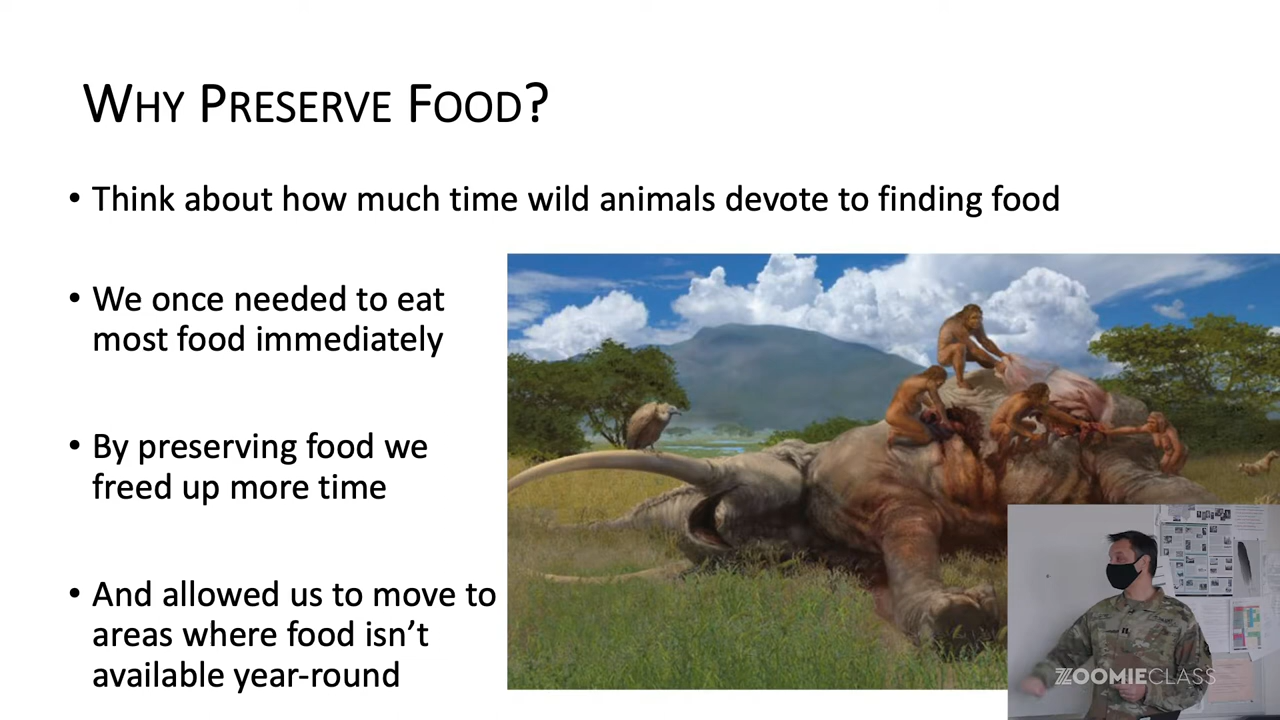 WHY PRESERVE FOOD?
• Think about how much time wild animals devote to finding food
• We once needed to eat
most food immediately
• By preserving food we
freed up more time
• And allowed us to move to
areas where food isn’t
available year-round
ZOOMIECLASS